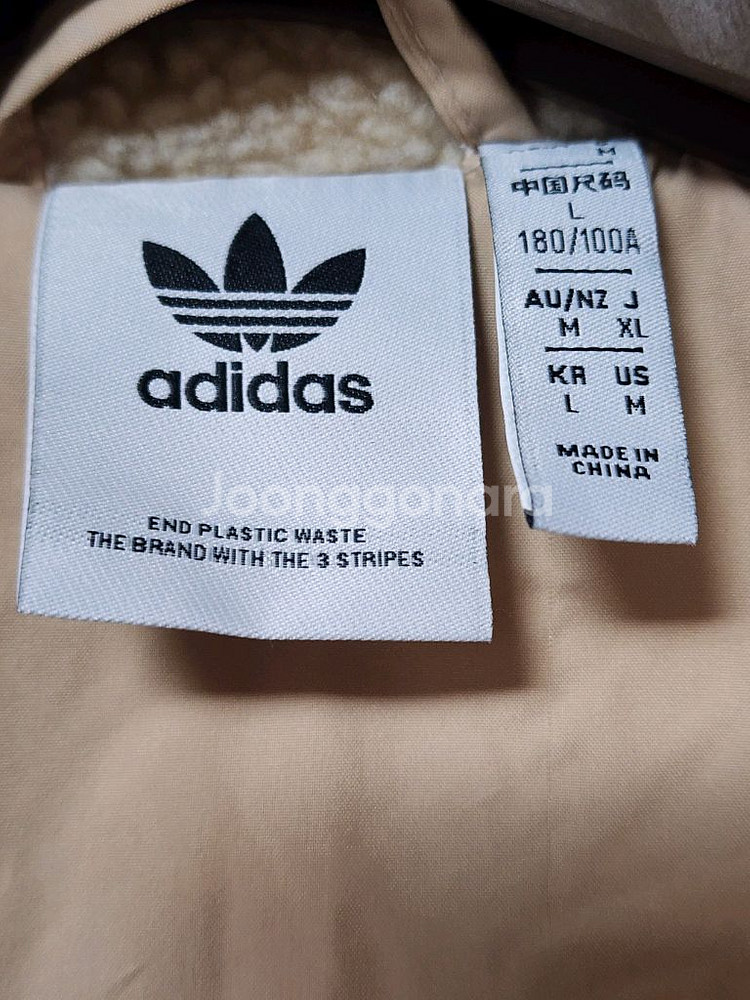 adidas
END PLASTIC WASTE
THE BRAND WITH THE 3 STRIPES
M
中国尺码
L
180/100A
AU/NZ J
M XL
KR US
L M
MADE IN
CHINA
Joonggonara